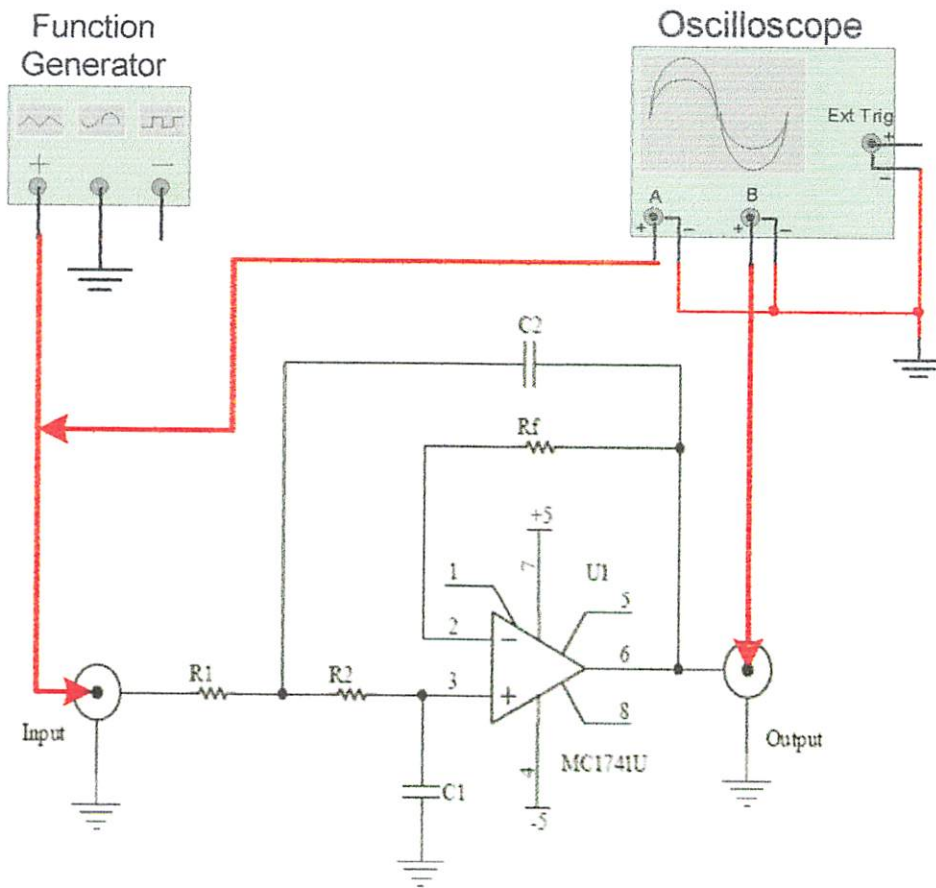 Function
Generator
Oscilloscope
Ext Trig
+
−
+
−
A
B
+
−
+
−
C2
Rf
+5
7
1
U1
5
2
−
6
R1
R2
3
+
8
Input
Output
MC1741U
4
C1
-5